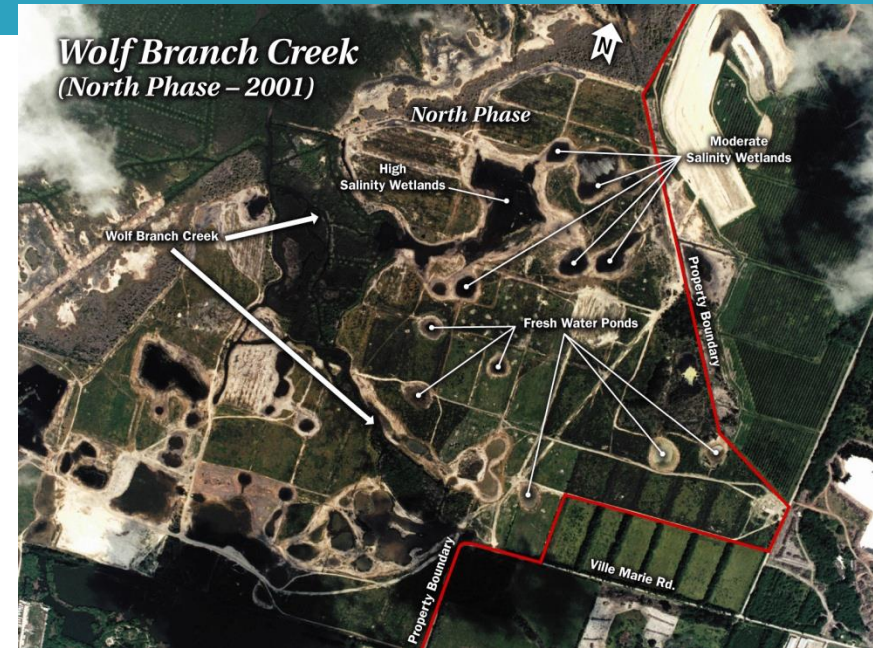 Wolf Branch Creek
(North Phase – 2001)
N
North Phase
High
Salinity Wetlands
Moderate
Salinity Wetlands
Wolf Branch Creek
Property Boundary
Fresh Water Ponds
Property Boundary
Ville Marie Rd.